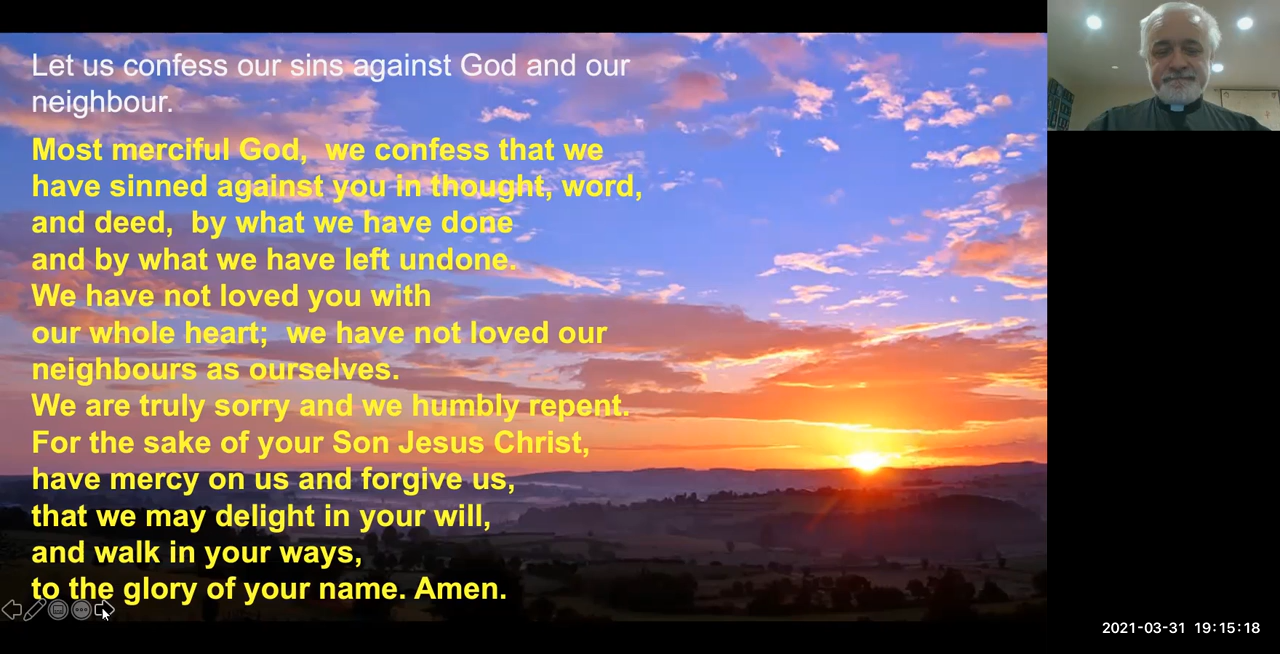 Let us confess our sins against God and our
neighbour.
Most merciful God,  we confess that we
have sinned against you in thought, word,
and deed,  by what we have done
and by what we have left undone.
We have not loved you with
our whole heart;  we have not loved our
neighbours as ourselves.
We are truly sorry and we humbly repent.
For the sake of your Son Jesus Christ,
have mercy on us and forgive us,
that we may delight in your will,
and walk in your ways,
to the glory of your name. Amen.
2021-03-31 19:15:18